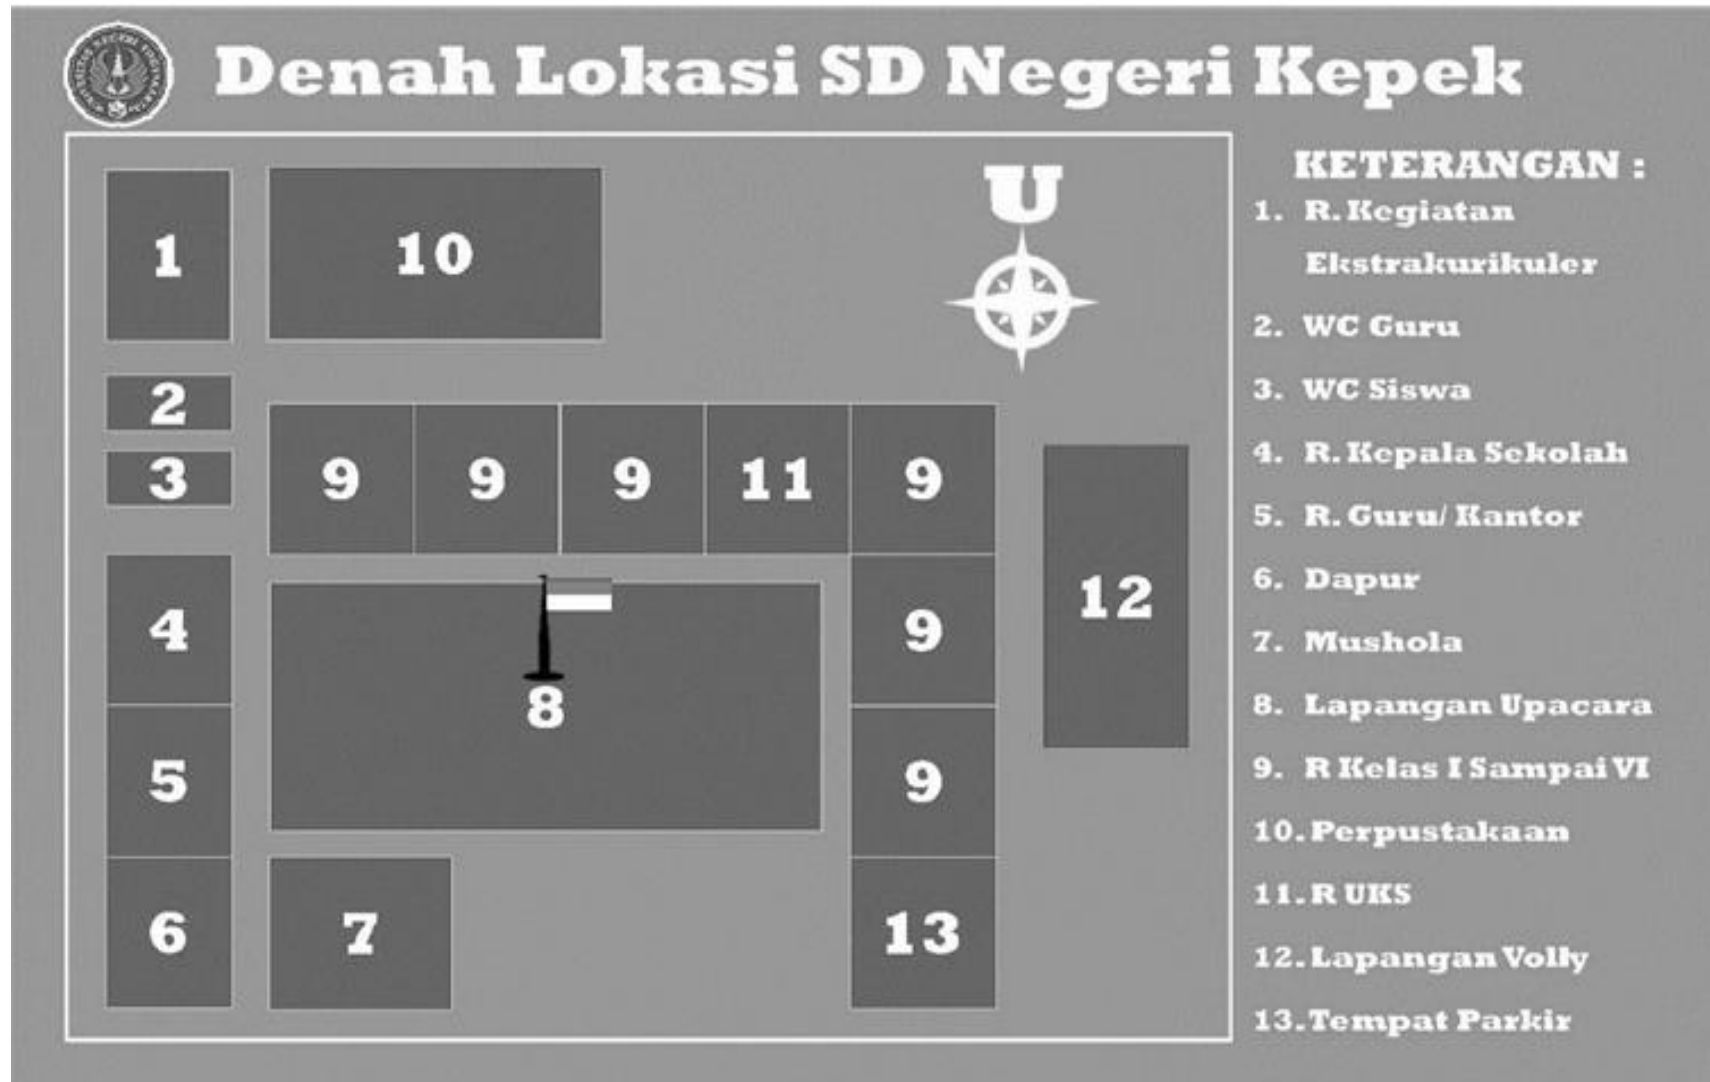 Denah Lokasi SD Negeri Kepek
KETERANGAN :
1. R. Kegiatan
Ekstrakurikuler
2. WC Guru
3. WC Siswa
4. R. Kepala Sekolah
5. R. Guru/ Kantor
6. Dapur
7. Mushola
8. Lapangan Upacara
9. R Kelas I Sampai VI
10. Perpustakaan
11. R UKS
12. Lapangan Volly
13. Tempat Parkir
U
1
10
2
3
9
9
9
11
9
4
8
9
12
5
9
6
7
13